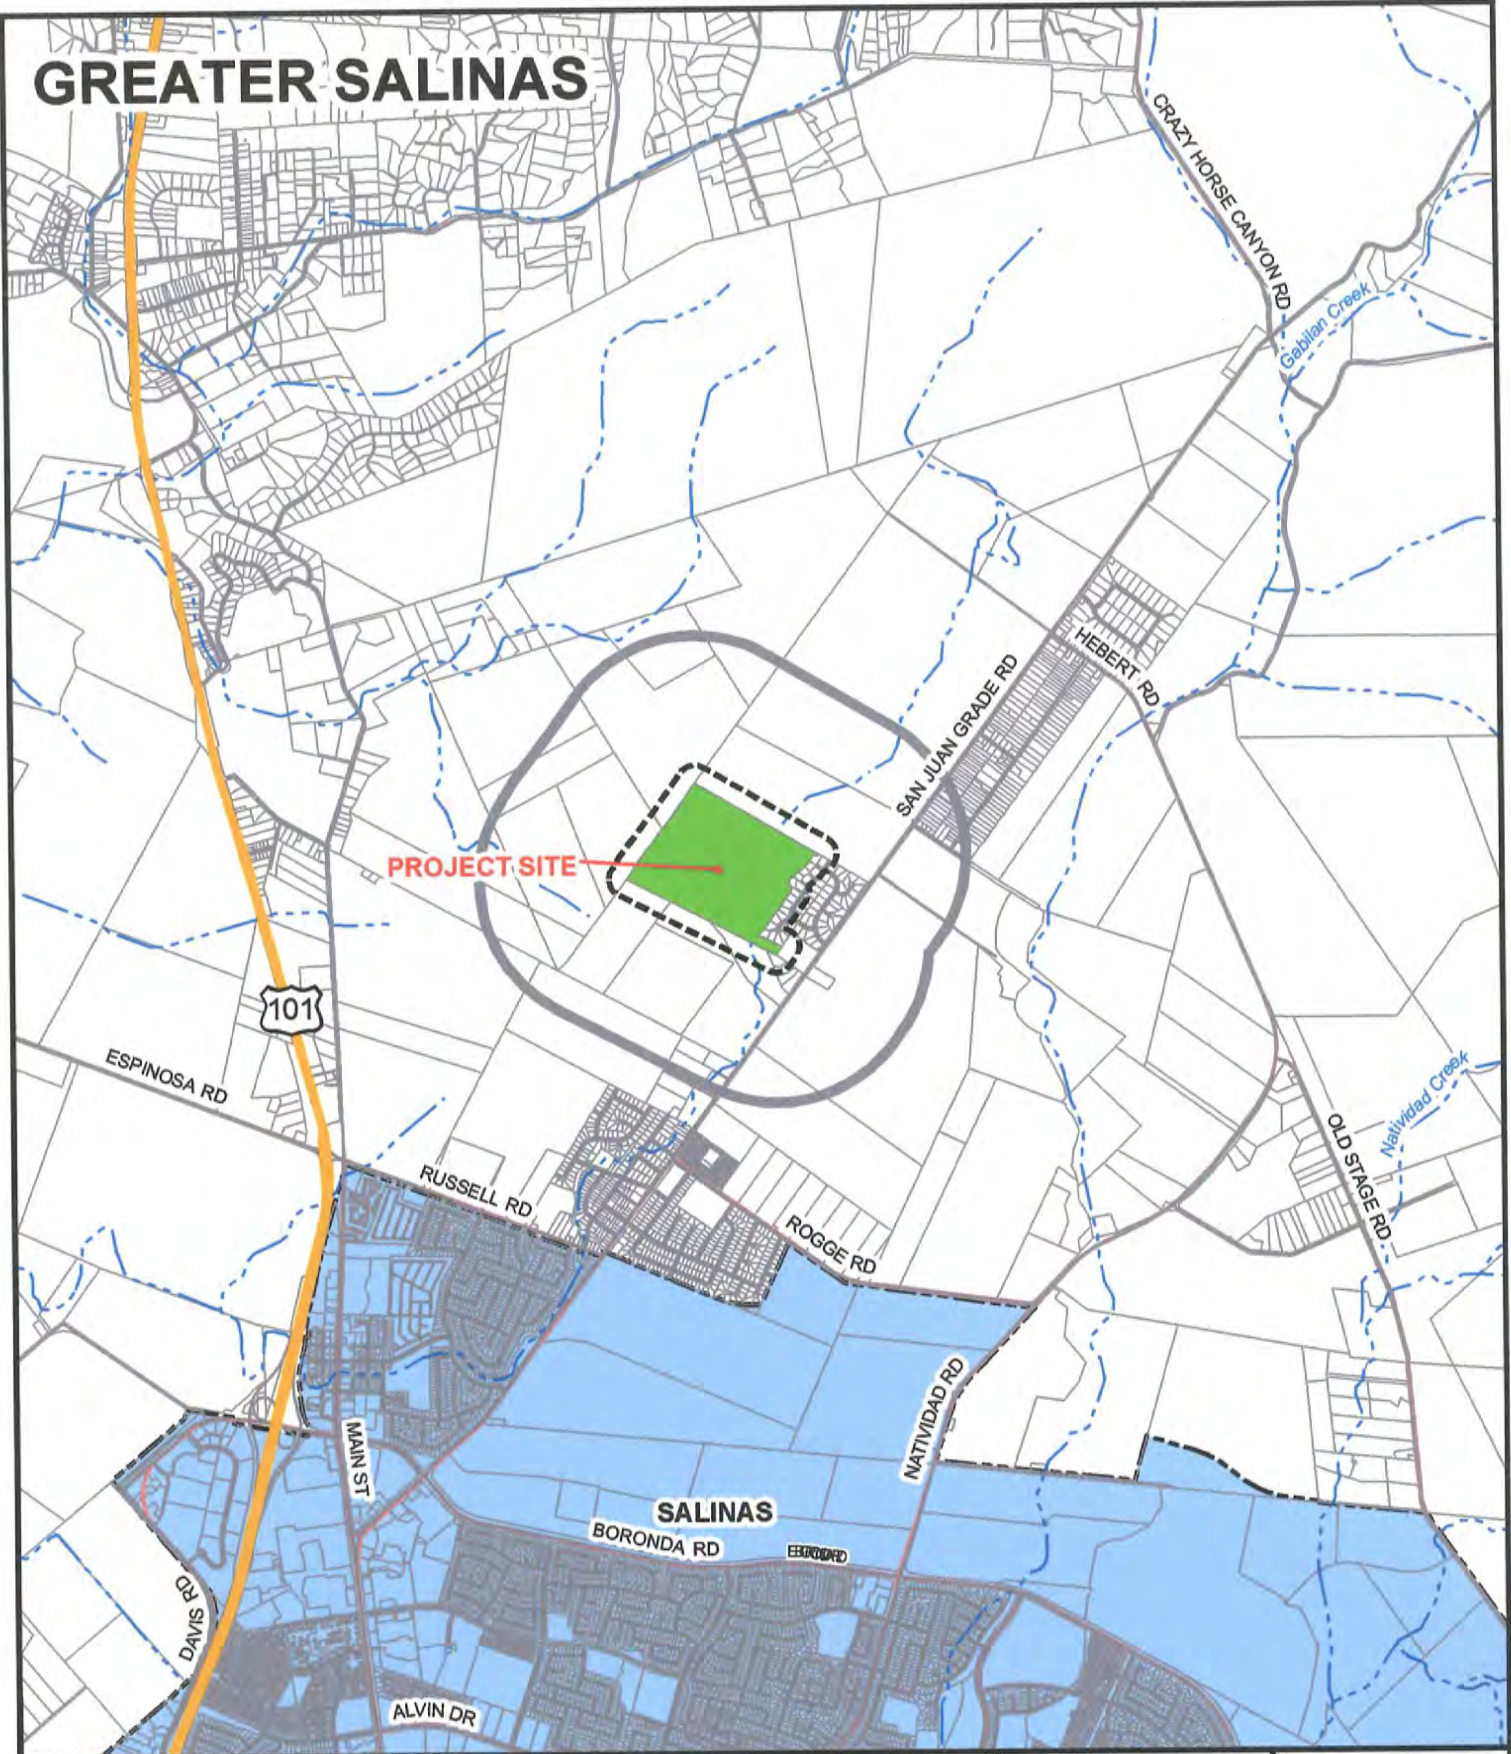 GREATER SALINAS
CRAZY HORSE CANYON RD
Gabilan Creek
HEBERT RD
SAN JUAN GRADE RD
PROJECT SITE
101
ESPINOSA RD
Natividad Creek
OLD STAGE RD
RUSSELL RD
ROGGE RD
NATIVIDAD RD
MAIN ST
SALINAS
BORONDA RD
DAVIS RD
ALVIN DR